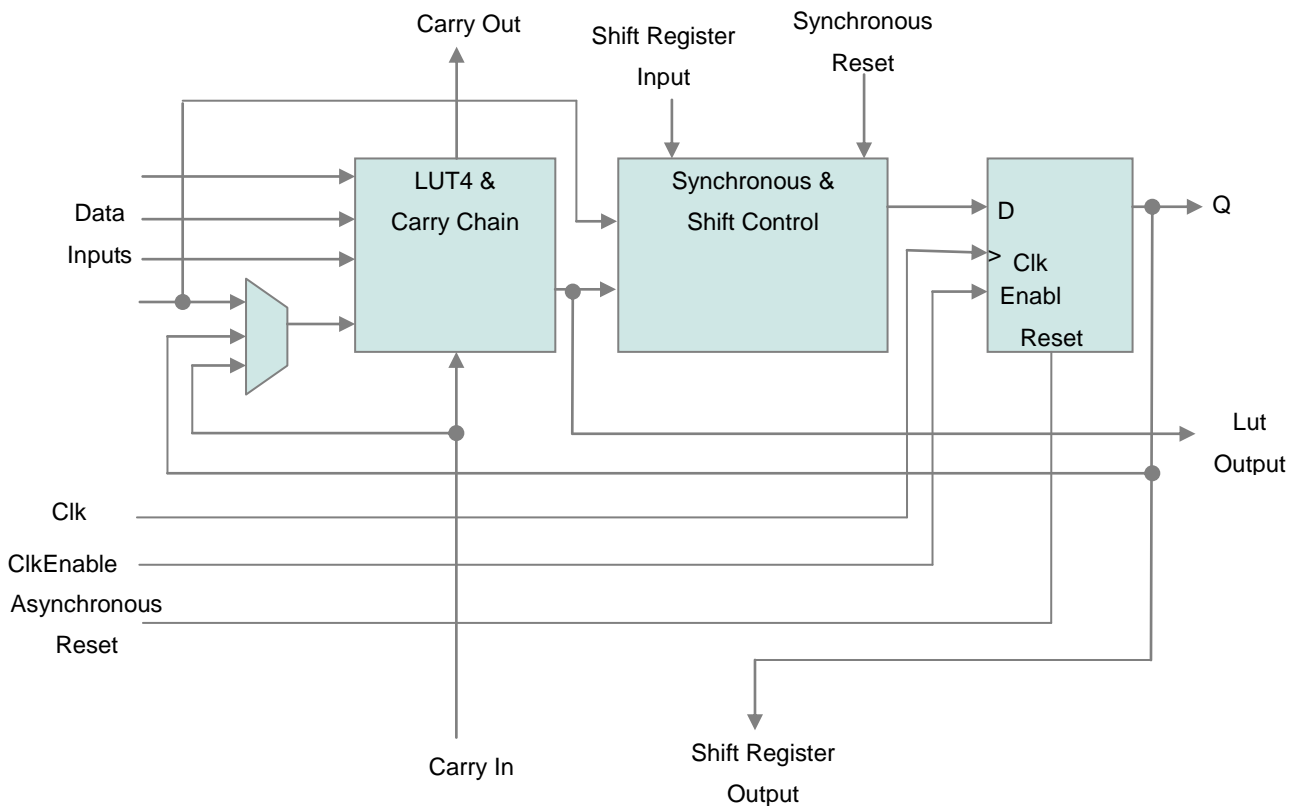 Carry Out
Shift Register
Input
Synchronous
Reset
LUT4 &
Carry Chain
Synchronous &
Shift Control
Data
Inputs
D
> Clk
Enabl
Reset
Q
Lut
Output
Clk
ClkEnable
Asynchronous
Reset
Carry In
Shift Register
Output